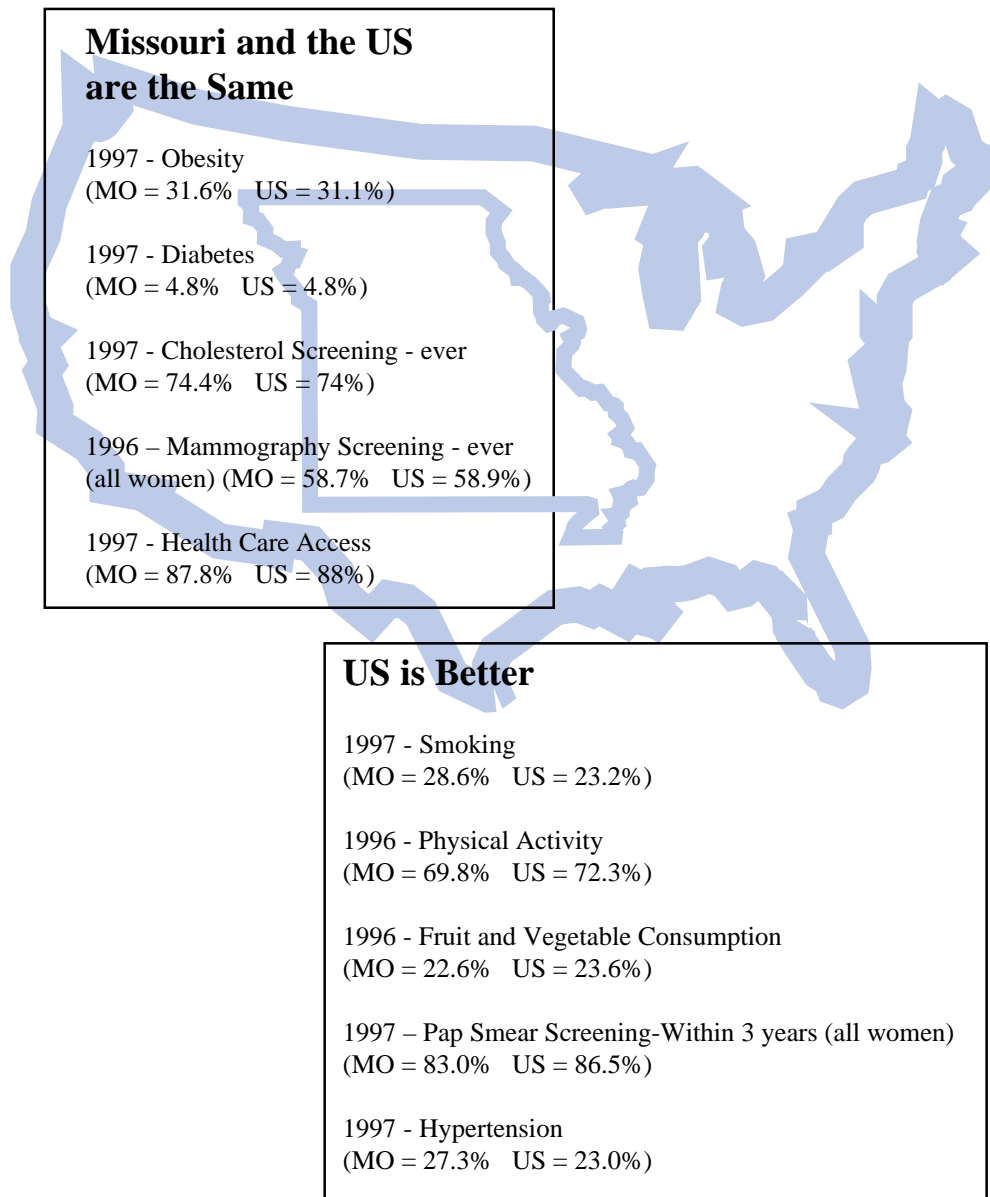 Missouri and the US
are the Same
1997 - Obesity
(MO = 31.6% US = 31.1%)
1997 - Diabetes
(MO = 4.8% US = 4.8%)
1997 - Cholesterol Screening - ever
(MO = 74.4% US = 74%)
1996 – Mammography Screening - ever
(all women) (MO = 58.7% US = 58.9%)
1997 - Health Care Access
(MO = 87.8% US = 88%)
US is Better
1997 - Smoking
(MO = 28.6% US = 23.2%)
1996 - Physical Activity
(MO = 69.8% US = 72.3%)
1996 - Fruit and Vegetable Consumption
(MO = 22.6% US = 23.6%)
1997 – Pap Smear Screening-Within 3 years (all women)
(MO = 83.0% US = 86.5%)
1997 - Hypertension
(MO = 27.3% US = 23.0%)